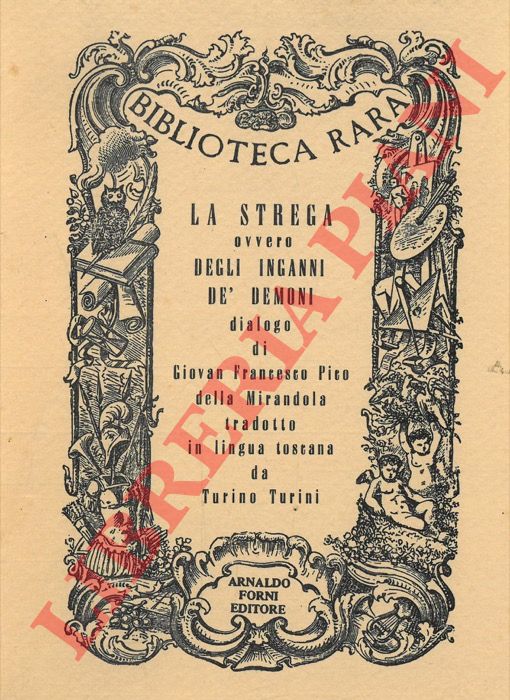 BIBLIOTECA RARA
LA STREGA
ovvero
DEGLI INGANNI
DE' DEMONI
dialogo
di
Giovan Francesco Pico
della Mirandola
tradotto
in lingua toscana
da
Turino Turini
ARNALDO
FORNI
EDITORE
LIBRERIA PIANI